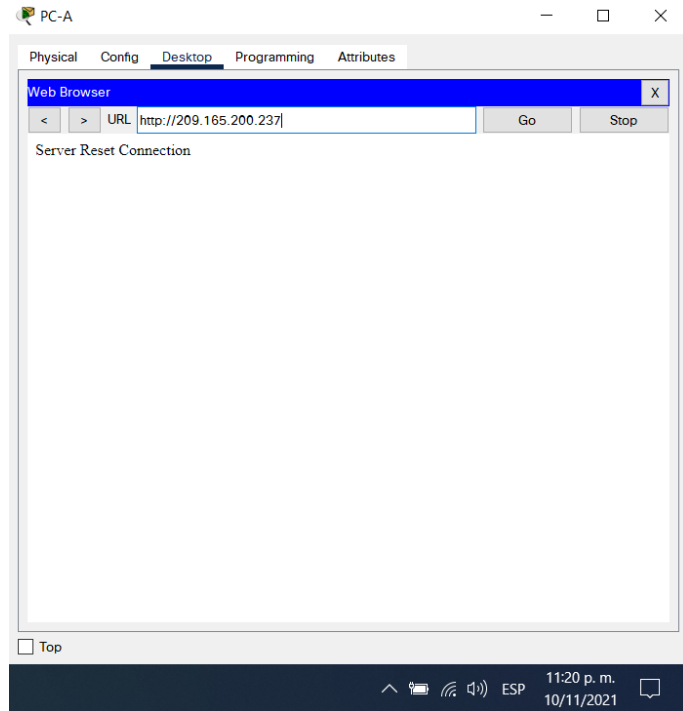 PC-A
Physical Config Desktop Programming Attributes
Web Browser X
< > URL http://209.165.200.237 Go Stop
Server Reset Connection
Top
ESP 11:20 p. m.
10/11/2021